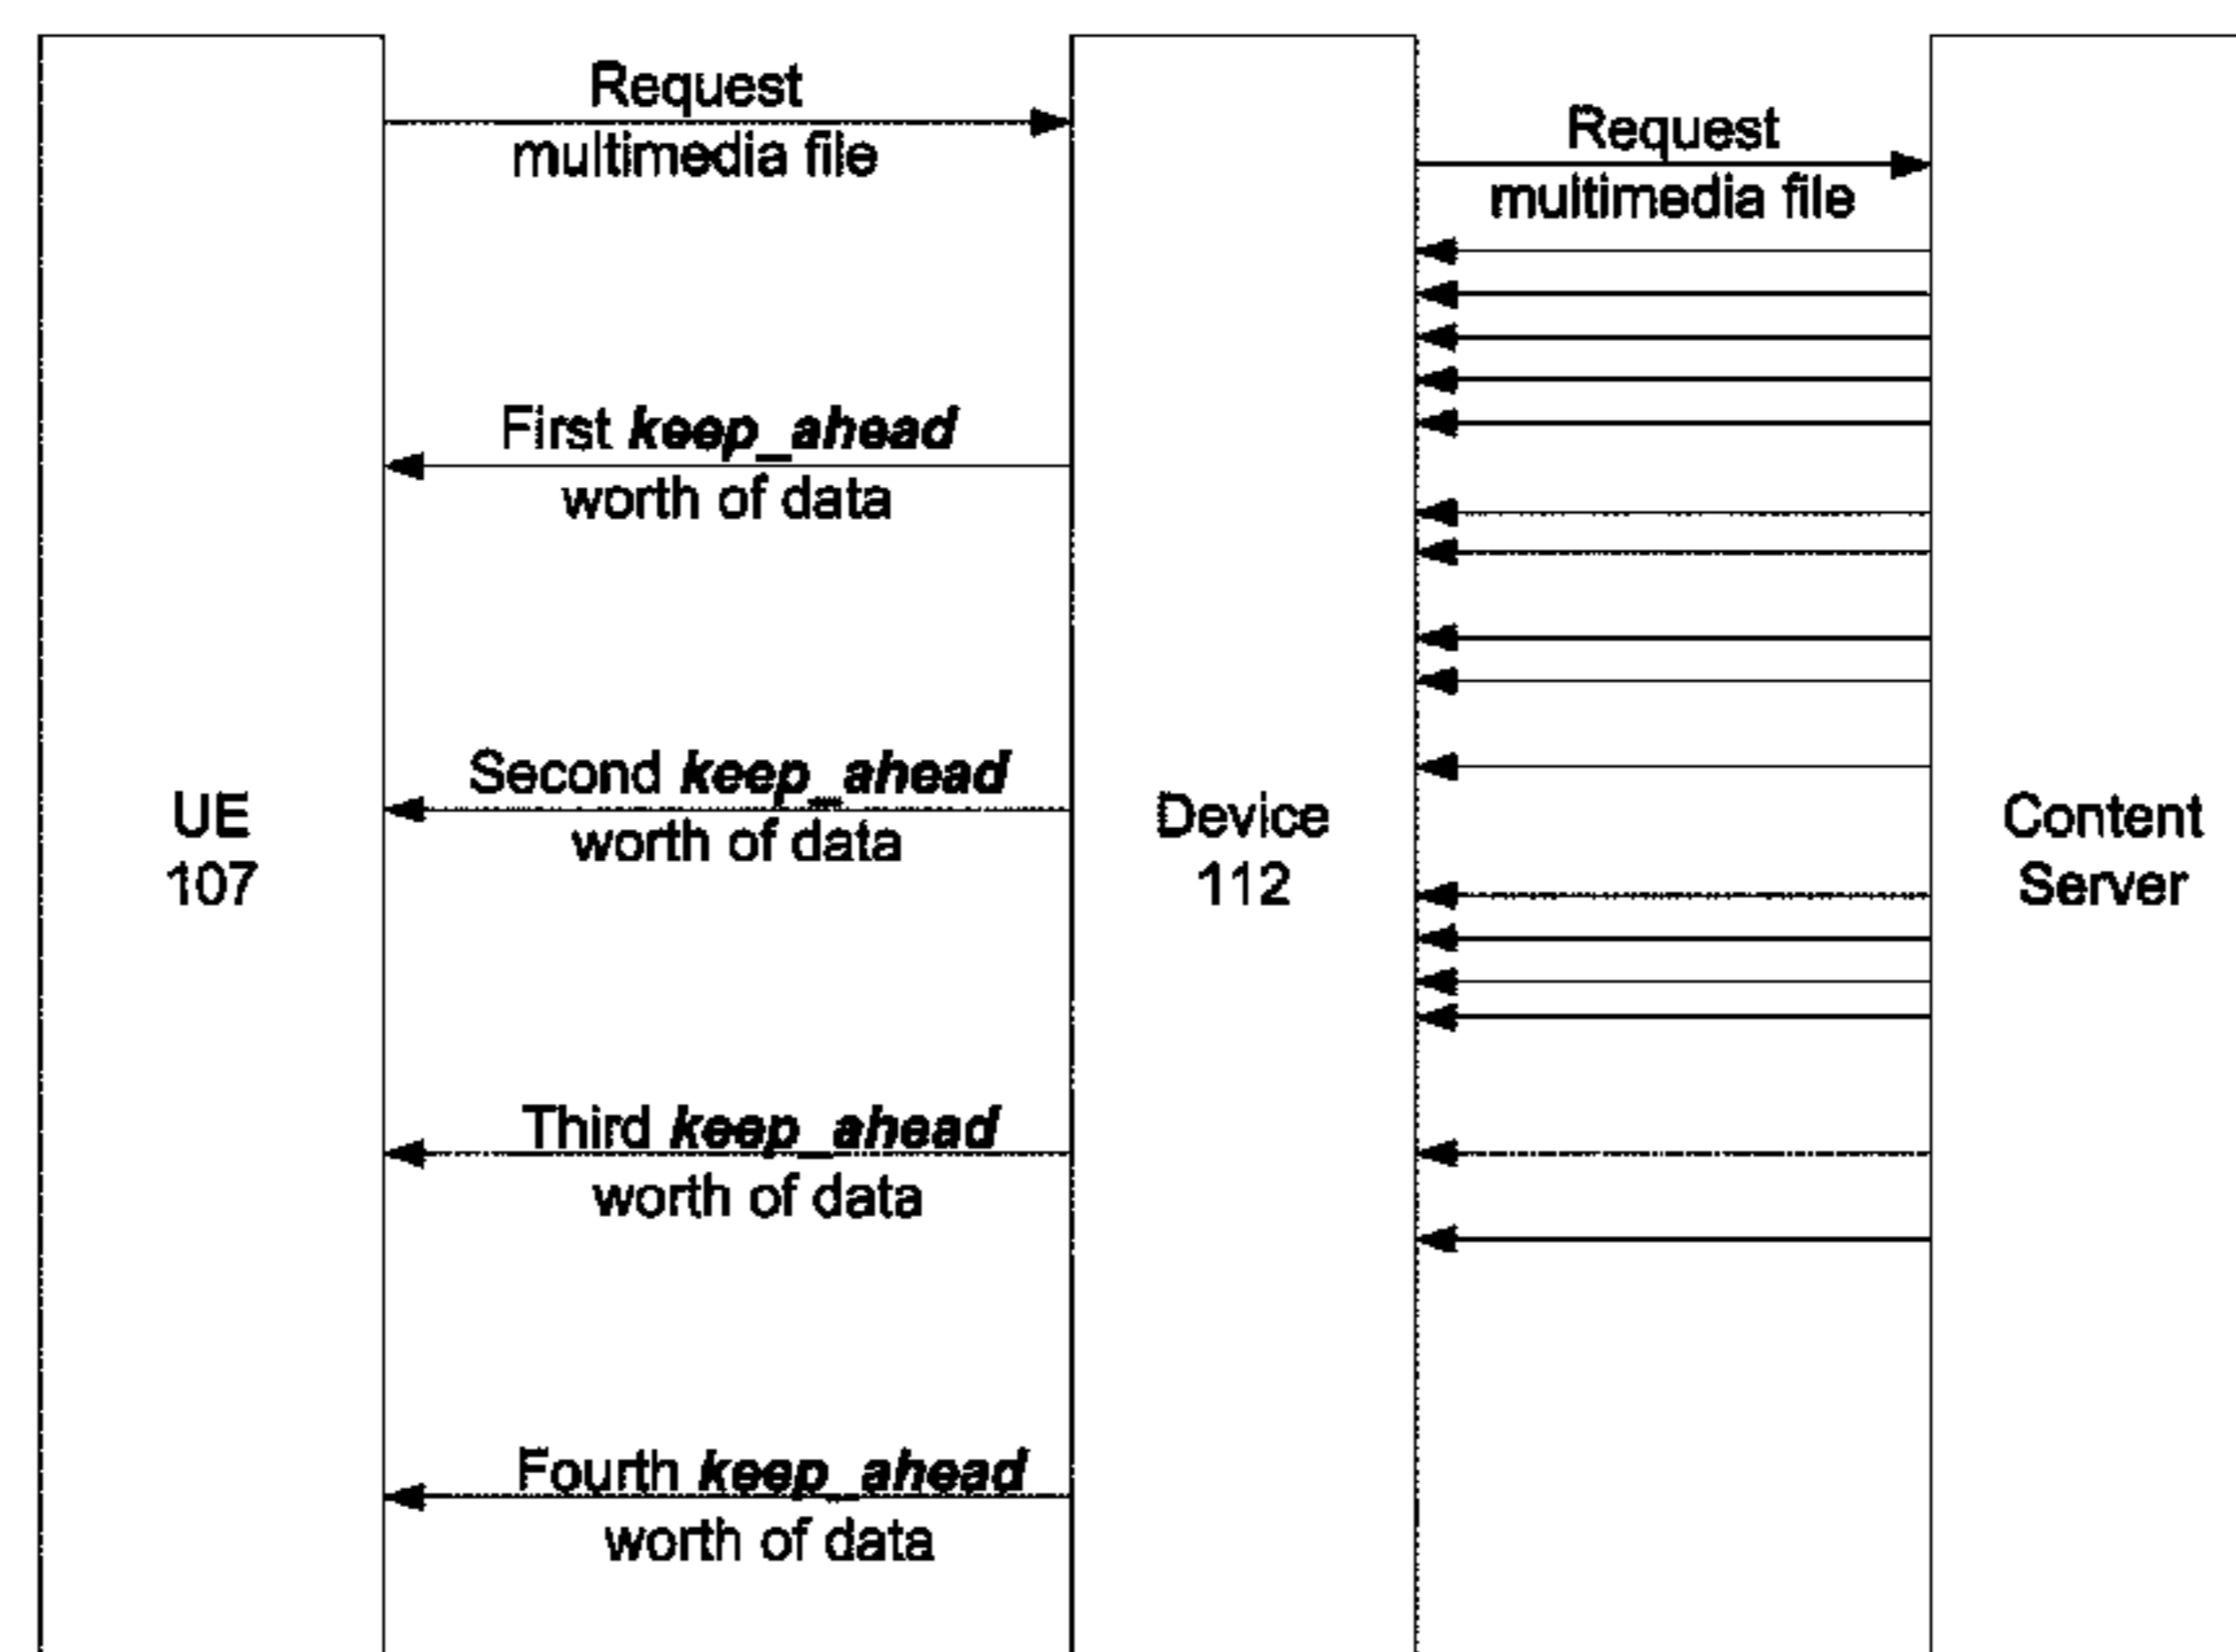 Request
multimedia file
Request
multimedia file
First keep_ahead
worth of data
Second keep_ahead
worth of data
UE
107
Device
112
Content
Server
Third keep_ahead
worth of data
Fourth keep_ahead
worth of data